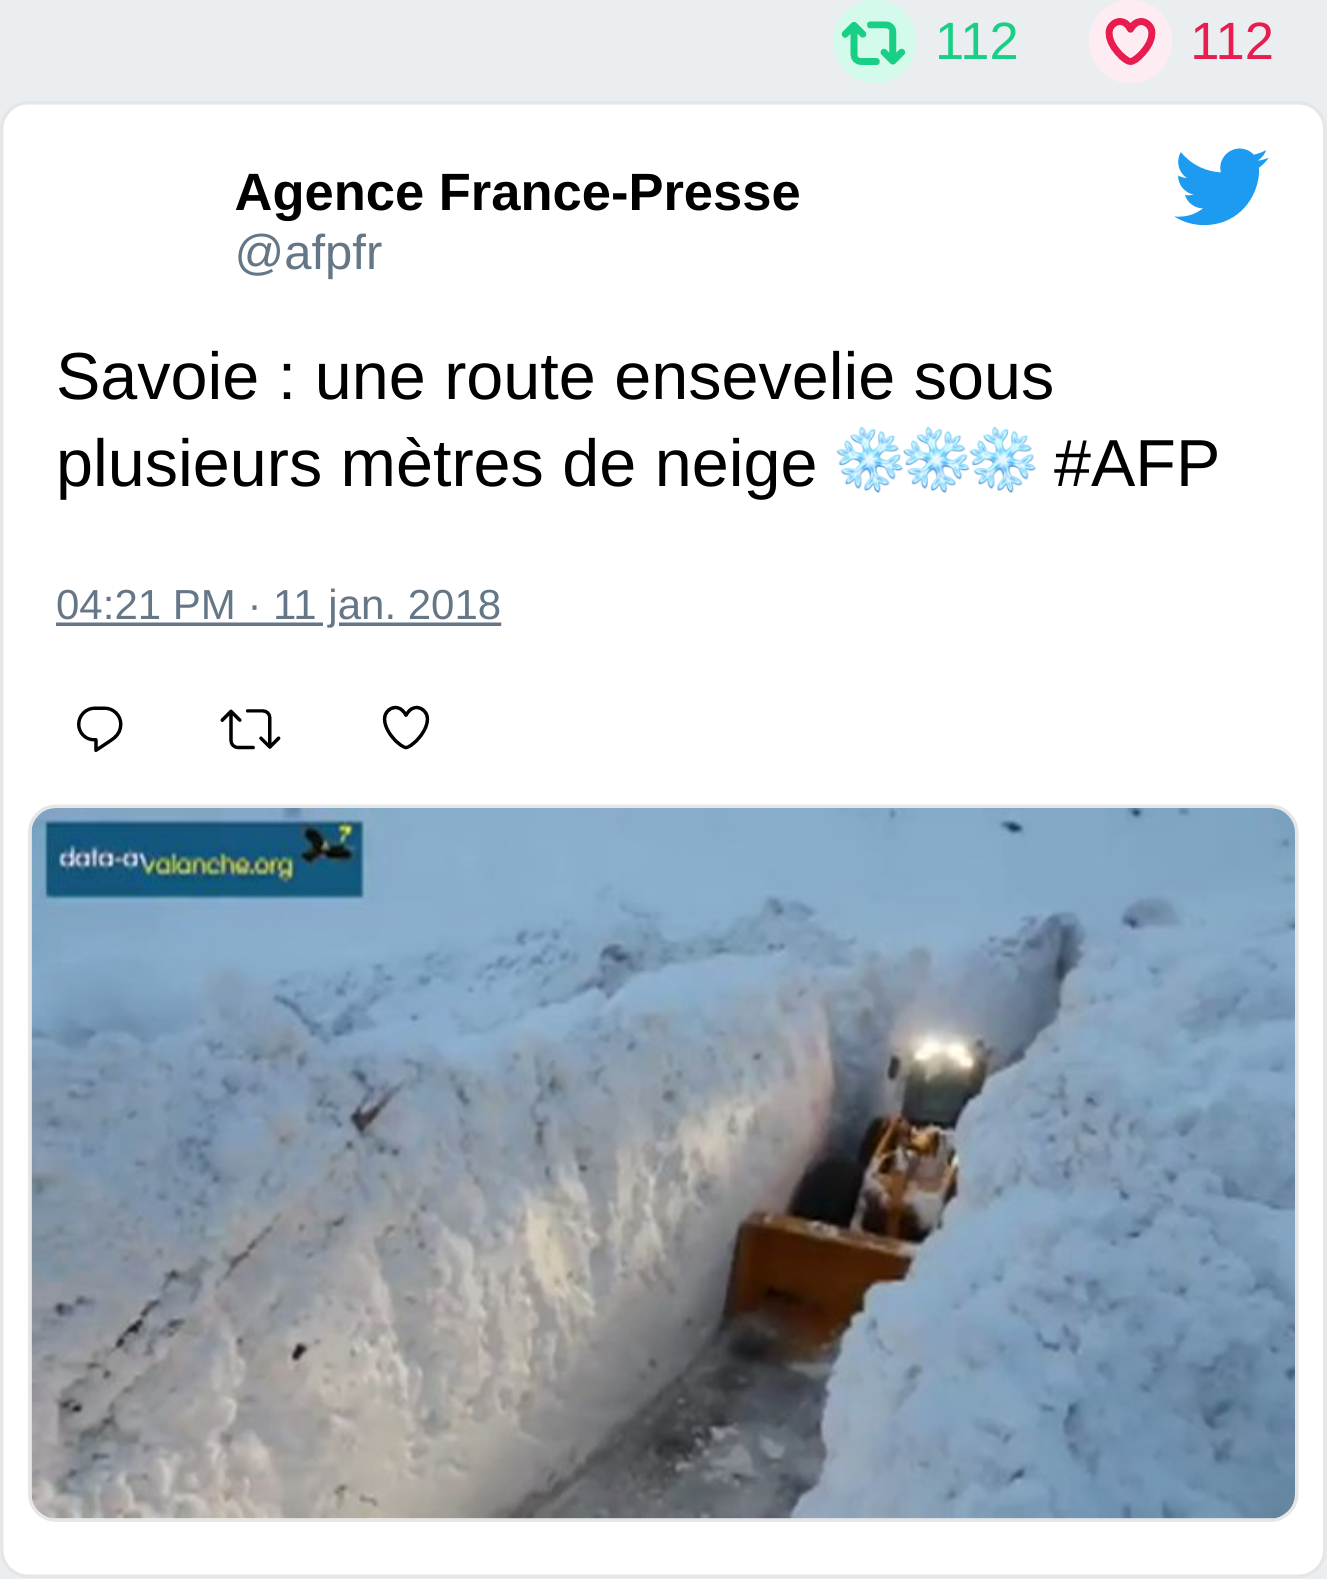 112 112
Agence France-Presse
@afpfr
Savoie : une route ensevelie sous
plusieurs mètres de neige ❄️❄️❄️ #AFP
04:21 PM · 11 jan. 2018
data-avalanche.org